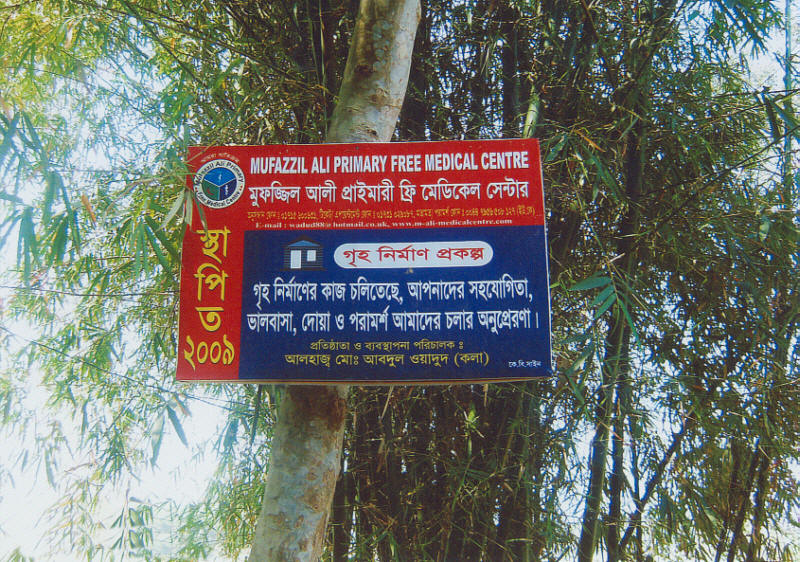 MUFAZZIL ALI PRIMARY FREE MEDICAL CENTRE
মুফজ্জিল আলী প্রাইমারী ফ্রি মেডিকেল সেন্টার
E-mail : wadud88@hotmail.co.uk, www.m-ali-medicalcentre.com
স্থাপিত
২০০৯
গৃহ নির্মাণ প্রকল্প
গৃহ নির্মাণের কাজ চলিতেছে, আপনাদের সহযোগিতা,
ভালবাসা, দোয়া ও পরামর্শ আমাদের চলার অনুপ্রেরণা।
প্রতিষ্ঠাতা ও ব্যবস্থাপনা পরিচালক :
আলহাজ্ব মোঃ আবদুল ওয়াদুদ (কলা)
কে.বি.সাইন